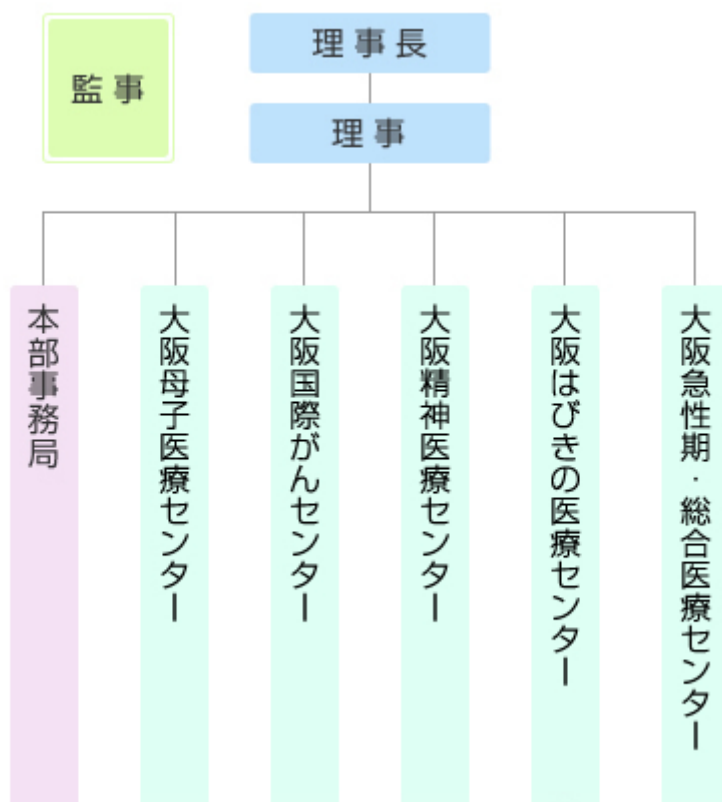 監事
理事長
理事
本部事務局
大阪母子医療センター
大阪国際がんセンター
大阪精神医療センター
大阪はびきの医療センター
大阪急性期・総合医療センター